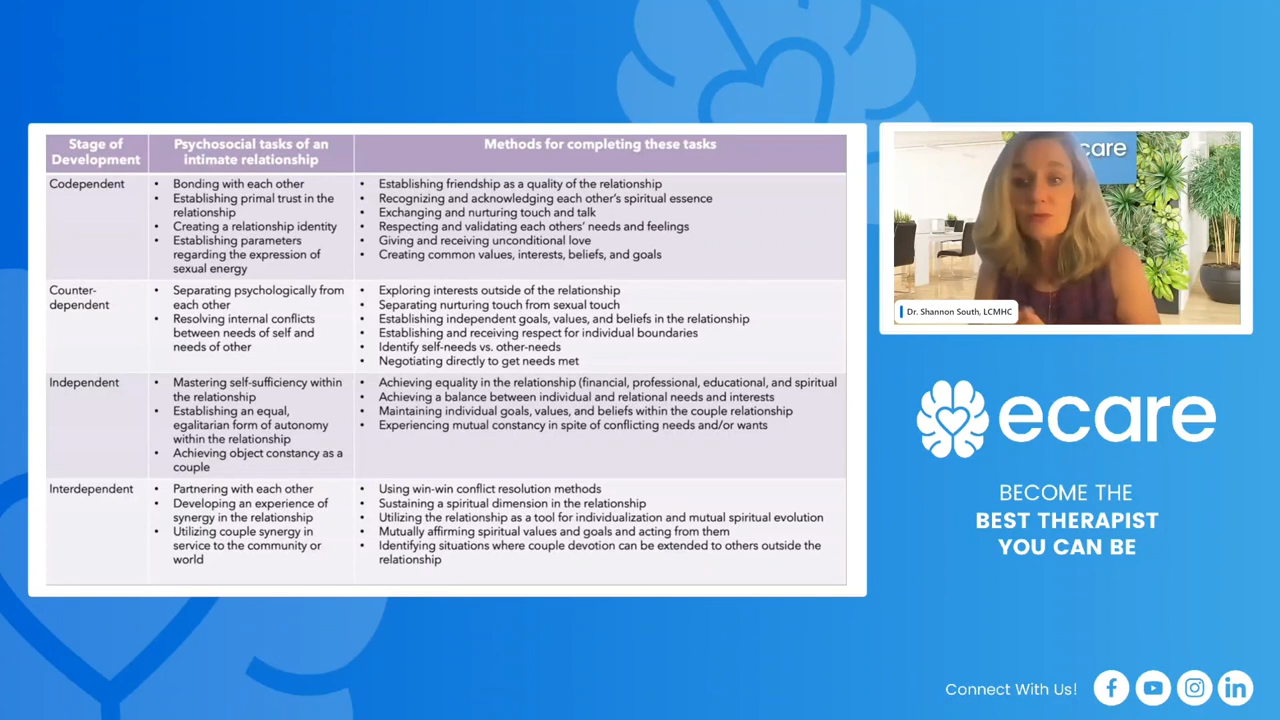 Stage of
Development
Psychosocial tasks of an
intimate relationship
Methods for completing these tasks
Codependent
• Bonding with each other
• Establishing primal trust in the
relationship
• Creating a relationship identity
• Establishing parameters
regarding the expression of
sexual energy
• Establishing friendship as a quality of the relationship
• Recognizing and acknowledging each other's spiritual essence
• Exchanging and nurturing touch and talk
• Respecting and validating each others' needs and feelings
• Giving and receiving unconditional love
• Creating common values, interests, beliefs, and goals
Counter-
dependent
• Separating psychologically from
each other
• Resolving internal conflicts
between needs of self and
needs of other
• Exploring interests outside of the relationship
• Separating nurturing touch from sexual touch
• Establishing independent goals, values, and beliefs in the relationship
• Establishing and receiving respect for individual boundaries
• Identify self-needs vs. other-needs
• Negotiating directly to get needs met
Independent
• Mastering self-sufficiency within
the relationship
• Establishing an equal,
egalitarian form of autonomy
within the relationship
• Achieving object constancy as a
couple
• Achieving equality in the relationship (financial, professional, educational, and spiritual
• Achieving a balance between individual and relational needs and interests
• Maintaining individual goals, values, and beliefs within the couple relationship
• Experiencing mutual constancy in spite of conflicting needs and/or wants
Interdependent
• Partnering with each other
• Developing an experience of
synergy in the relationship
• Utilizing couple synergy in
service to the community or
world
• Using win-win conflict resolution methods
• Sustaining a spiritual dimension in the relationship
• Utilizing the relationship as a tool for individualization and mutual spiritual evolution
• Mutually affirming spiritual values and goals and acting from them
• Identifying situations where couple devotion can be extended to others outside the
relationship
care
Dr. Shannon South, LCMHC
ecare
BECOME THE
BEST THERAPIST
YOU CAN BE
Connect With Us!